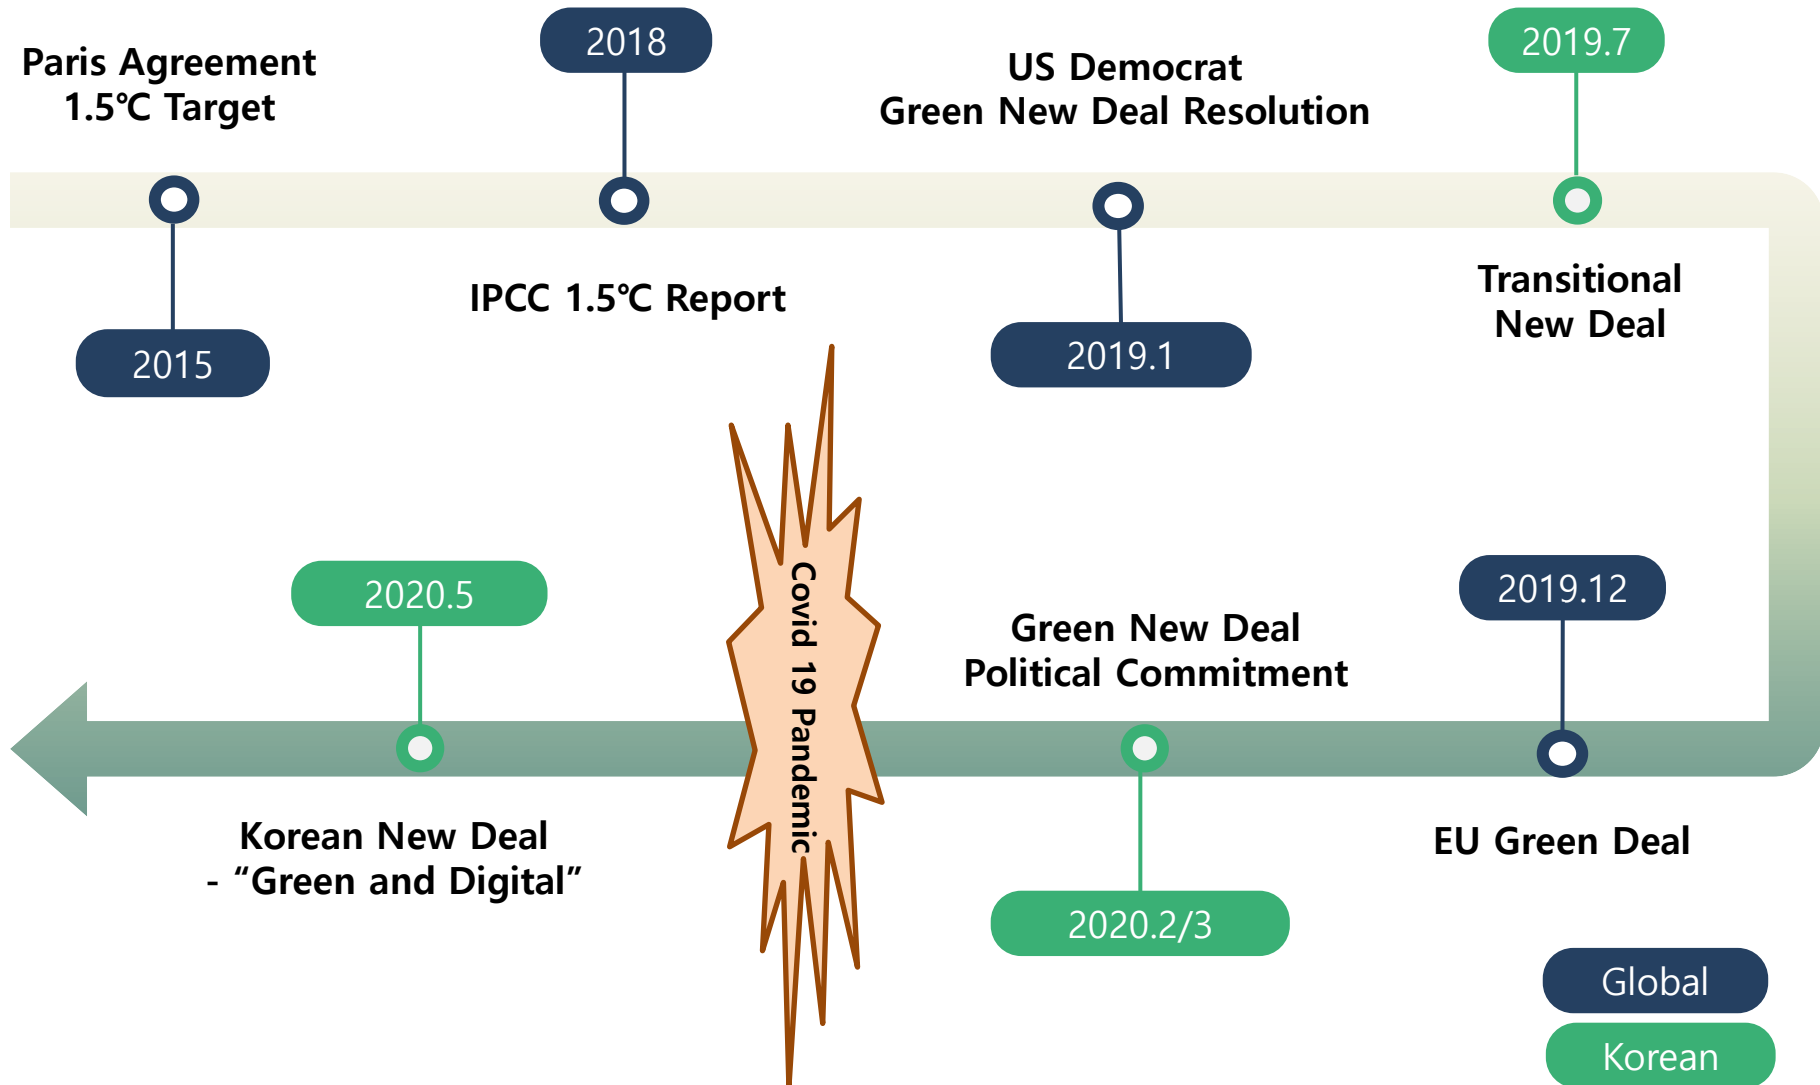 Paris Agreement
1.5℃ Target
2015
2018
IPCC 1.5℃ Report
US Democrat
Green New Deal Resolution
2019.1
2019.7
Transitional
New Deal
2019.12
EU Green Deal
Green New Deal
Political Commitment
2020.2/3
Covid 19 Pandemic
2020.5
Korean New Deal
- “Green and Digital”
Global
Korean